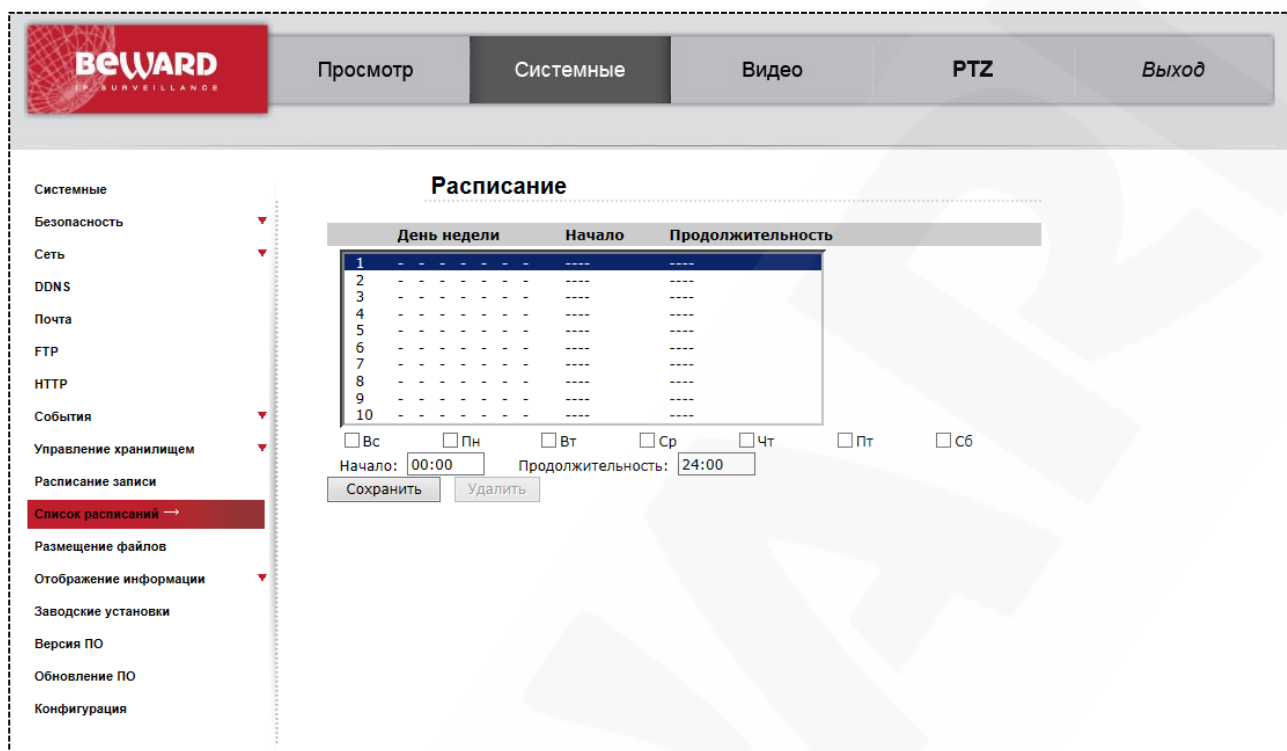 BEWARD
IP SURVEILLANCE
Просмотр Системные Видео PTZ Выход
Системные
Безопасность
Сеть
DDNS
Почта
FTP
HTTP
События
Управление хранилищем
Расписание записи
Список расписаний →
Размещение файлов
Отображение информации
Заводские установки
Версия ПО
Обновление ПО
Конфигурация
Расписание
День недели Начало Продолжительность
1 - - - - - - - ---- ----
2 - - - - - - - ---- ----
3 - - - - - - - ---- ----
4 - - - - - - - ---- ----
5 - - - - - - - ---- ----
6 - - - - - - - ---- ----
7 - - - - - - - ---- ----
8 - - - - - - - ---- ----
9 - - - - - - - ---- ----
10 - - - - - - - ---- ----
Вс Пн Вт Ср Чт Пт Сб
Начало: 00:00 Продолжительность: 24:00
Сохранить Удалить